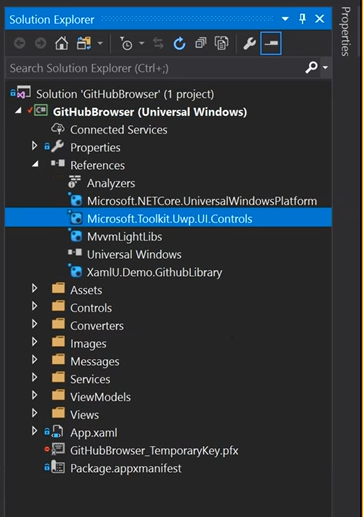 Solution Explorer
Properties
Search Solution Explorer (Ctrl+;)
Solution 'GitHubBrowser' (1 project)
GitHubBrowser (Universal Windows)
Connected Services
Properties
References
Analyzers
Microsoft.NETCore.UniversalWindowsPlatform
Microsoft.Toolkit.Uwp.UI.Controls
MvvmLightLibs
Universal Windows
XamlU.Demo.GithubLibrary
Assets
Controls
Converters
Images
Messages
Services
ViewModels
Views
App.xaml
GitHubBrowser_TemporaryKey.pfx
Package.appxmanifest